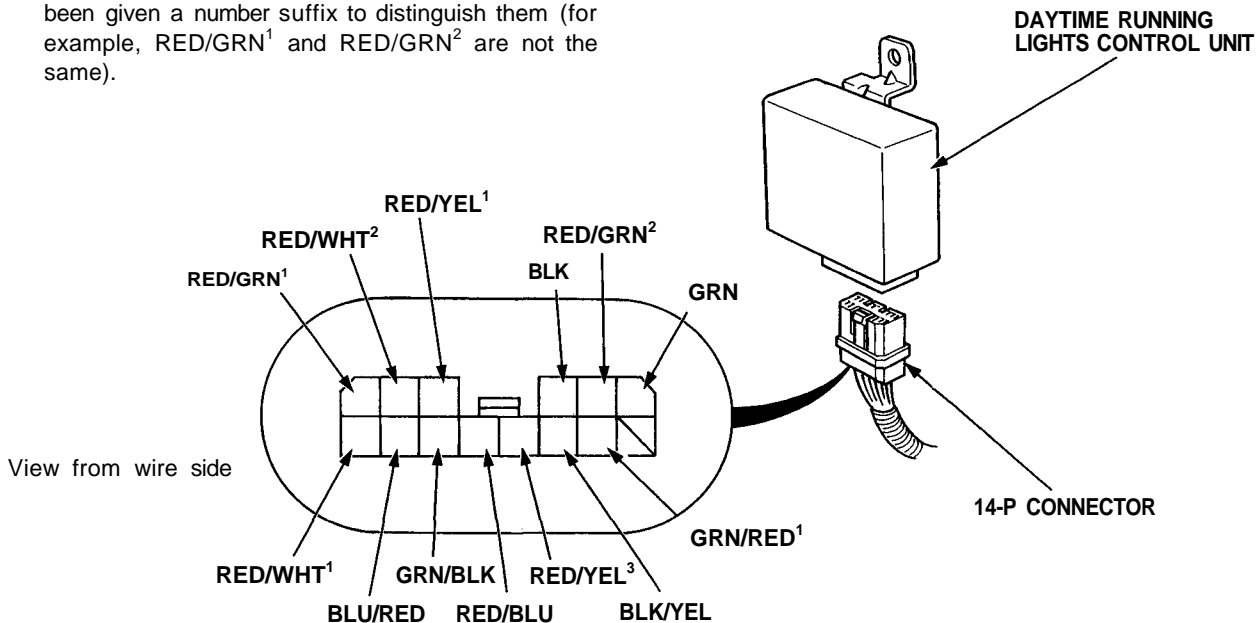 been given a number suffix to distinguish them (for
example, RED/GRN¹ and RED/GRN² are not the
same).
DAYTIME RUNNING
LIGHTS CONTROL UNIT
RED/YEL¹
RED/WHT²
RED/GRN²
RED/GRN¹
BLK
GRN
View from wire side
14-P CONNECTOR
GRN/RED¹
RED/WHT¹
GRN/BLK
RED/YEL³
BLU/RED
RED/BLU
BLK/YEL